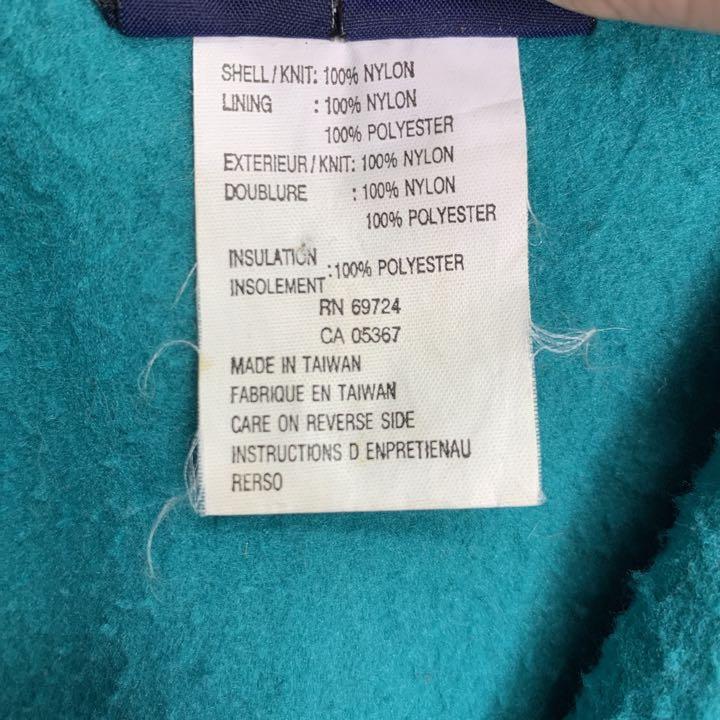 SHELL/KNIT: 100% NYLON
LINING : 100% NYLON
100% POLYESTER
EXTERIEUR/KNIT: 100% NYLON
DOUBLURE : 100% NYLON
100% POLYESTER
INSULATION
:100% POLYESTER
INSOLEMENT
RN 69724
CA 05367
MADE IN TAIWAN
FABRIQUE EN TAIWAN
CARE ON REVERSE SIDE
INSTRUCTIONS D ENPRETIENAU
RERSO